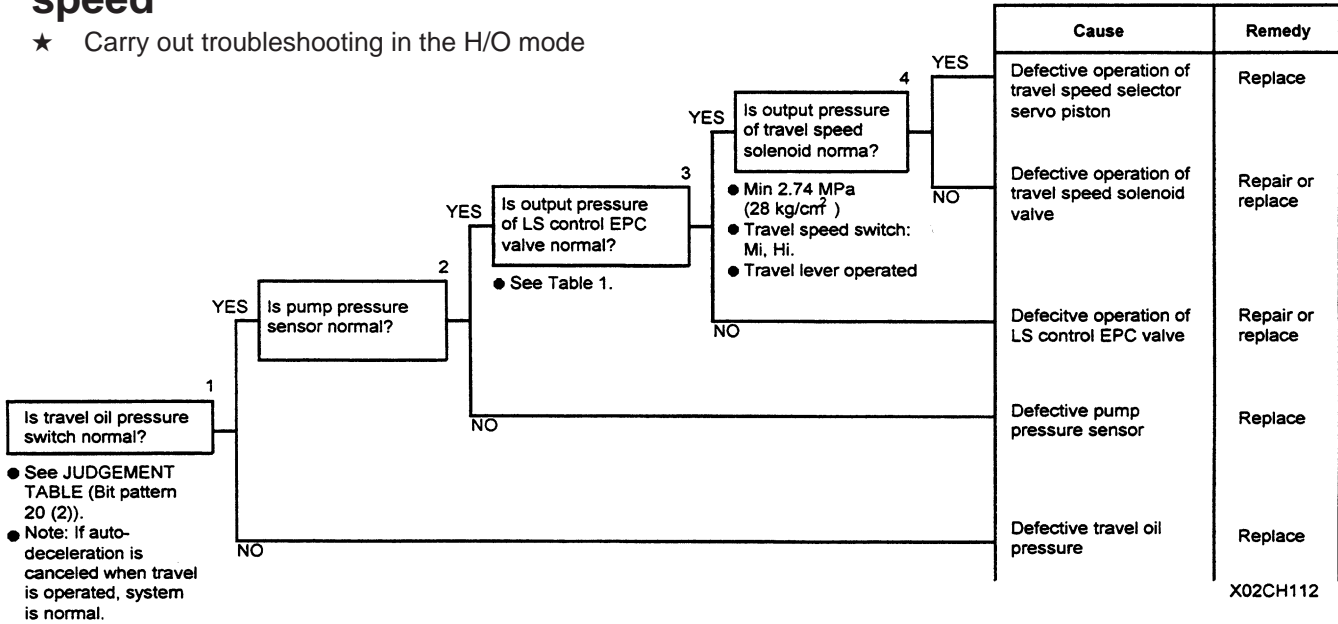 speed
★ Carry out troubleshooting in the H/O mode
Cause
Remedy
YES
4
Is output pressure
of travel speed
solenoid norma?
YES
● Min 2.74 MPa
(28 kg/cm²)
● Travel speed switch:
Mi, Hi.
● Travel lever operated
NO
Defective operation of
travel speed selector
servo piston
Replace
Defective operation of
travel speed solenoid
valve
Repair or
replace
3
YES
Is output pressure
of LS control EPC
valve normal?
● See Table 1.
NO
Defecitve operation of
LS control EPC valve
Repair or
replace
2
YES
Is pump pressure
sensor normal?
NO
Defective pump
pressure sensor
Replace
1
Is travel oil pressure
switch normal?
● See JUDGEMENT
TABLE (Bit pattern
20 (2)).
● Note: If auto-
deceleration is
canceled when travel
is operated, system
is normal.
NO
Defective travel oil
pressure
Replace
X02CH112